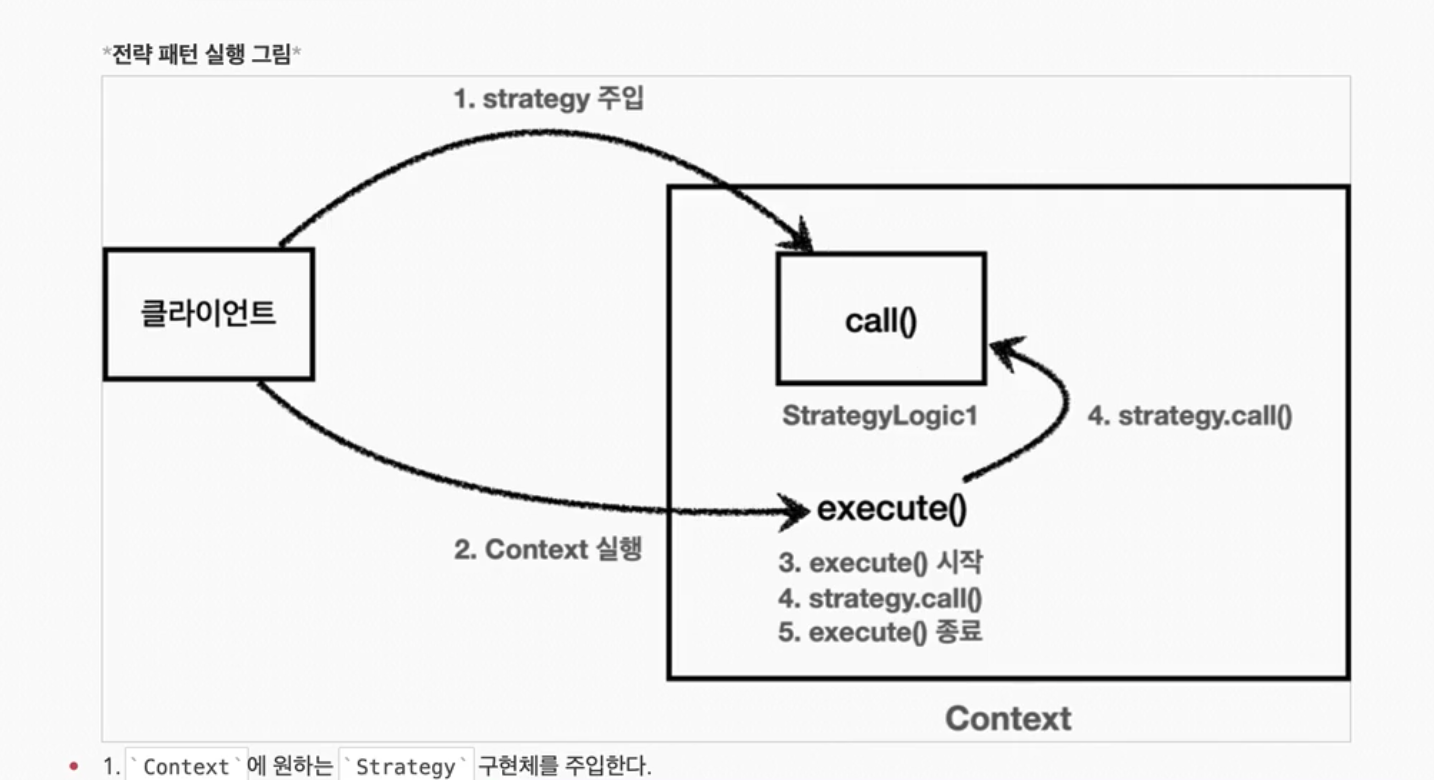 *전략 패턴 실행 그림*
1. strategy 주입
클라이언트
call()
StrategyLogic1
4. strategy.call()
execute()
2. Context 실행
3. execute() 시작
4. strategy.call()
5. execute() 종료
Context
• 1. `Context`에 원하는 `Strategy` 구현체를 주입한다.